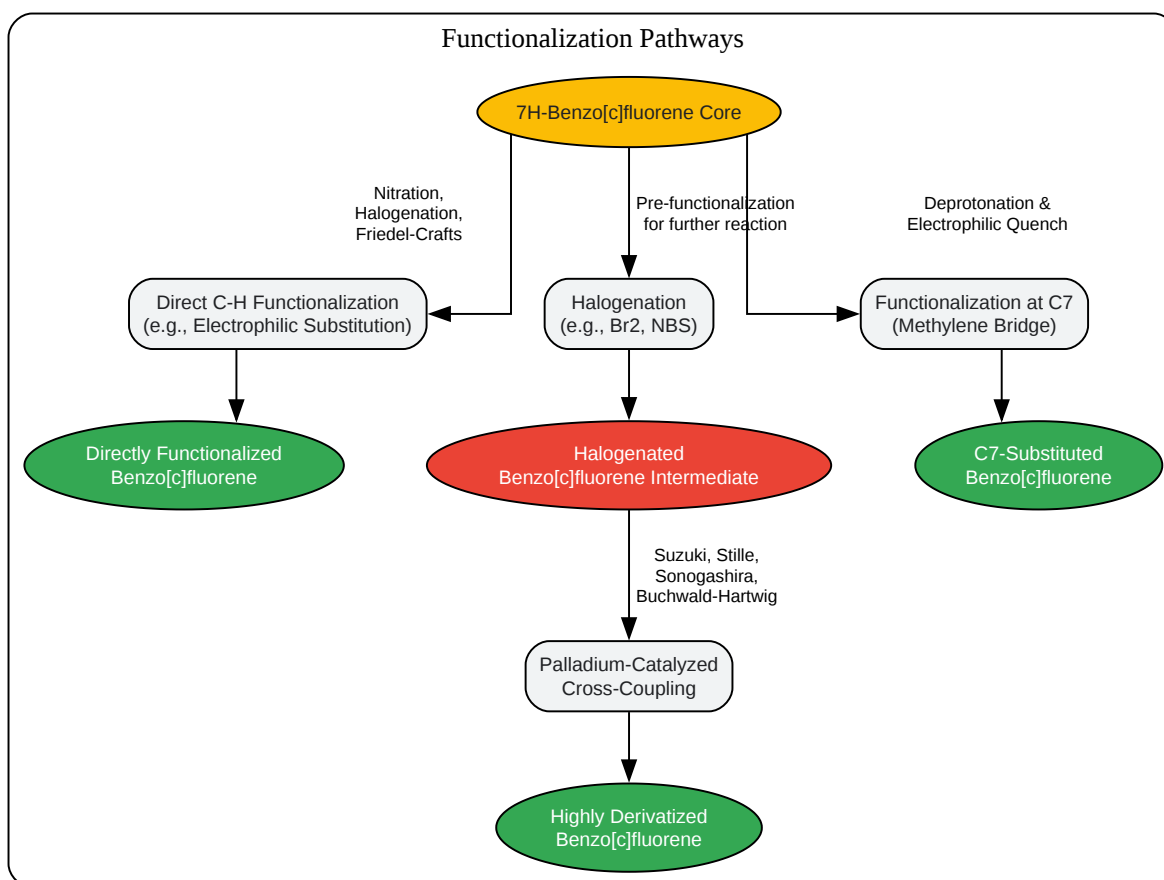 Functionalization Pathways
7H-Benzo[c]fluorene Core
Nitration,
Halogenation,
Friedel-Crafts
Pre-functionalization
for further reaction
Deprotonation &
Electrophilic Quench
Direct C-H Functionalization
(e.g., Electrophilic Substitution)
Halogenation
(e.g., Br2, NBS)
Functionalization at C7
(Methylene Bridge)
Directly Functionalized
Benzo[c]fluorene
Halogenated
Benzo[c]fluorene Intermediate
C7-Substituted
Benzo[c]fluorene
Suzuki, Stille,
Sonogashira,
Buchwald-Hartwig
Palladium-Catalyzed
Cross-Coupling
Highly Derivatized
Benzo[c]fluorene